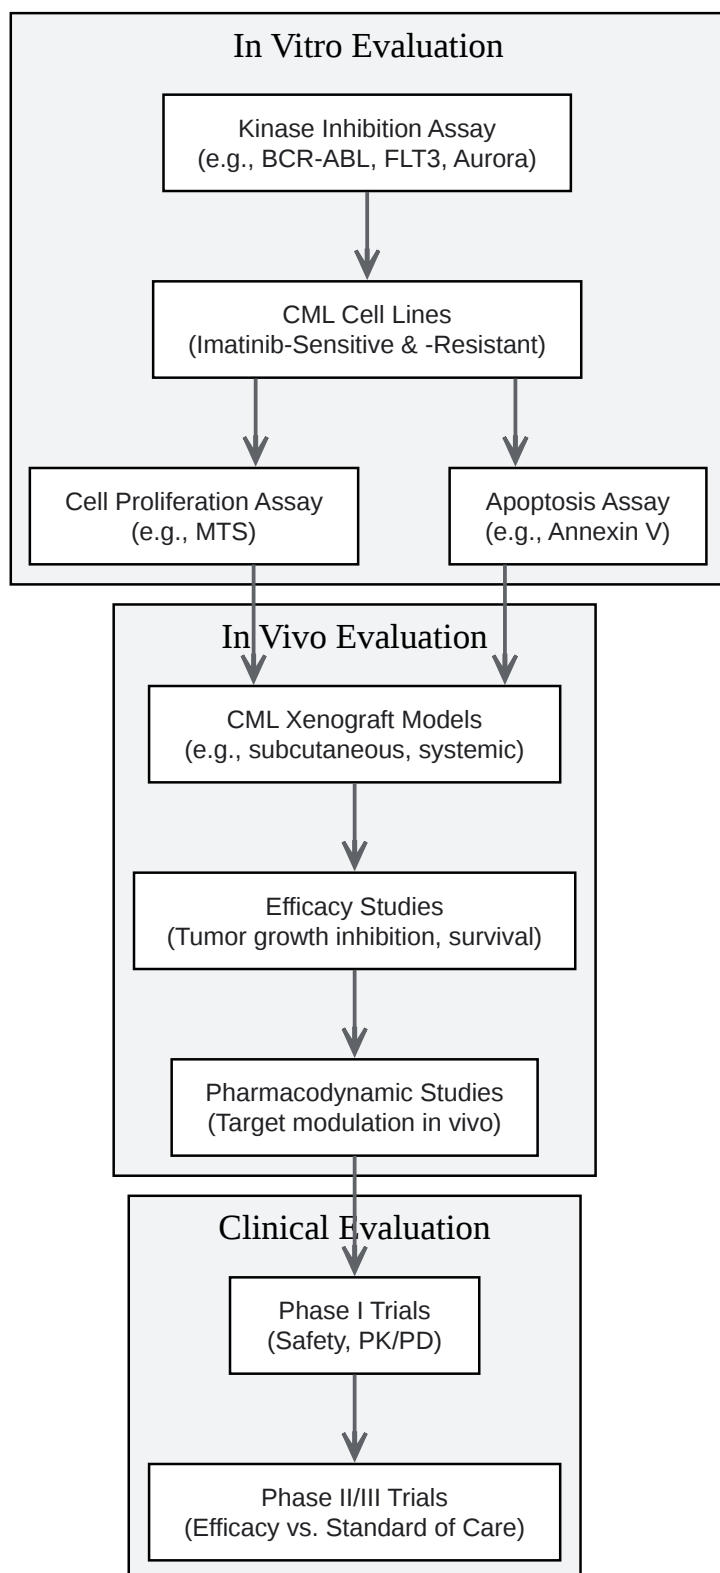 In Vitro Evaluation
Kinase Inhibition Assay
(e.g., BCR-ABL, FLT3, Aurora)
CML Cell Lines
(Imatinib-Sensitive & -Resistant)
Cell Proliferation Assay
(e.g., MTS)
Apoptosis Assay
(e.g., Annexin V)
In Vivo Evaluation
CML Xenograft Models
(e.g., subcutaneous, systemic)
Efficacy Studies
(Tumor growth inhibition, survival)
Pharmacodynamic Studies
(Target modulation in vivo)
Clinical Evaluation
Phase I Trials
(Safety, PK/PD)
Phase II/III Trials
(Efficacy vs. Standard of Care)